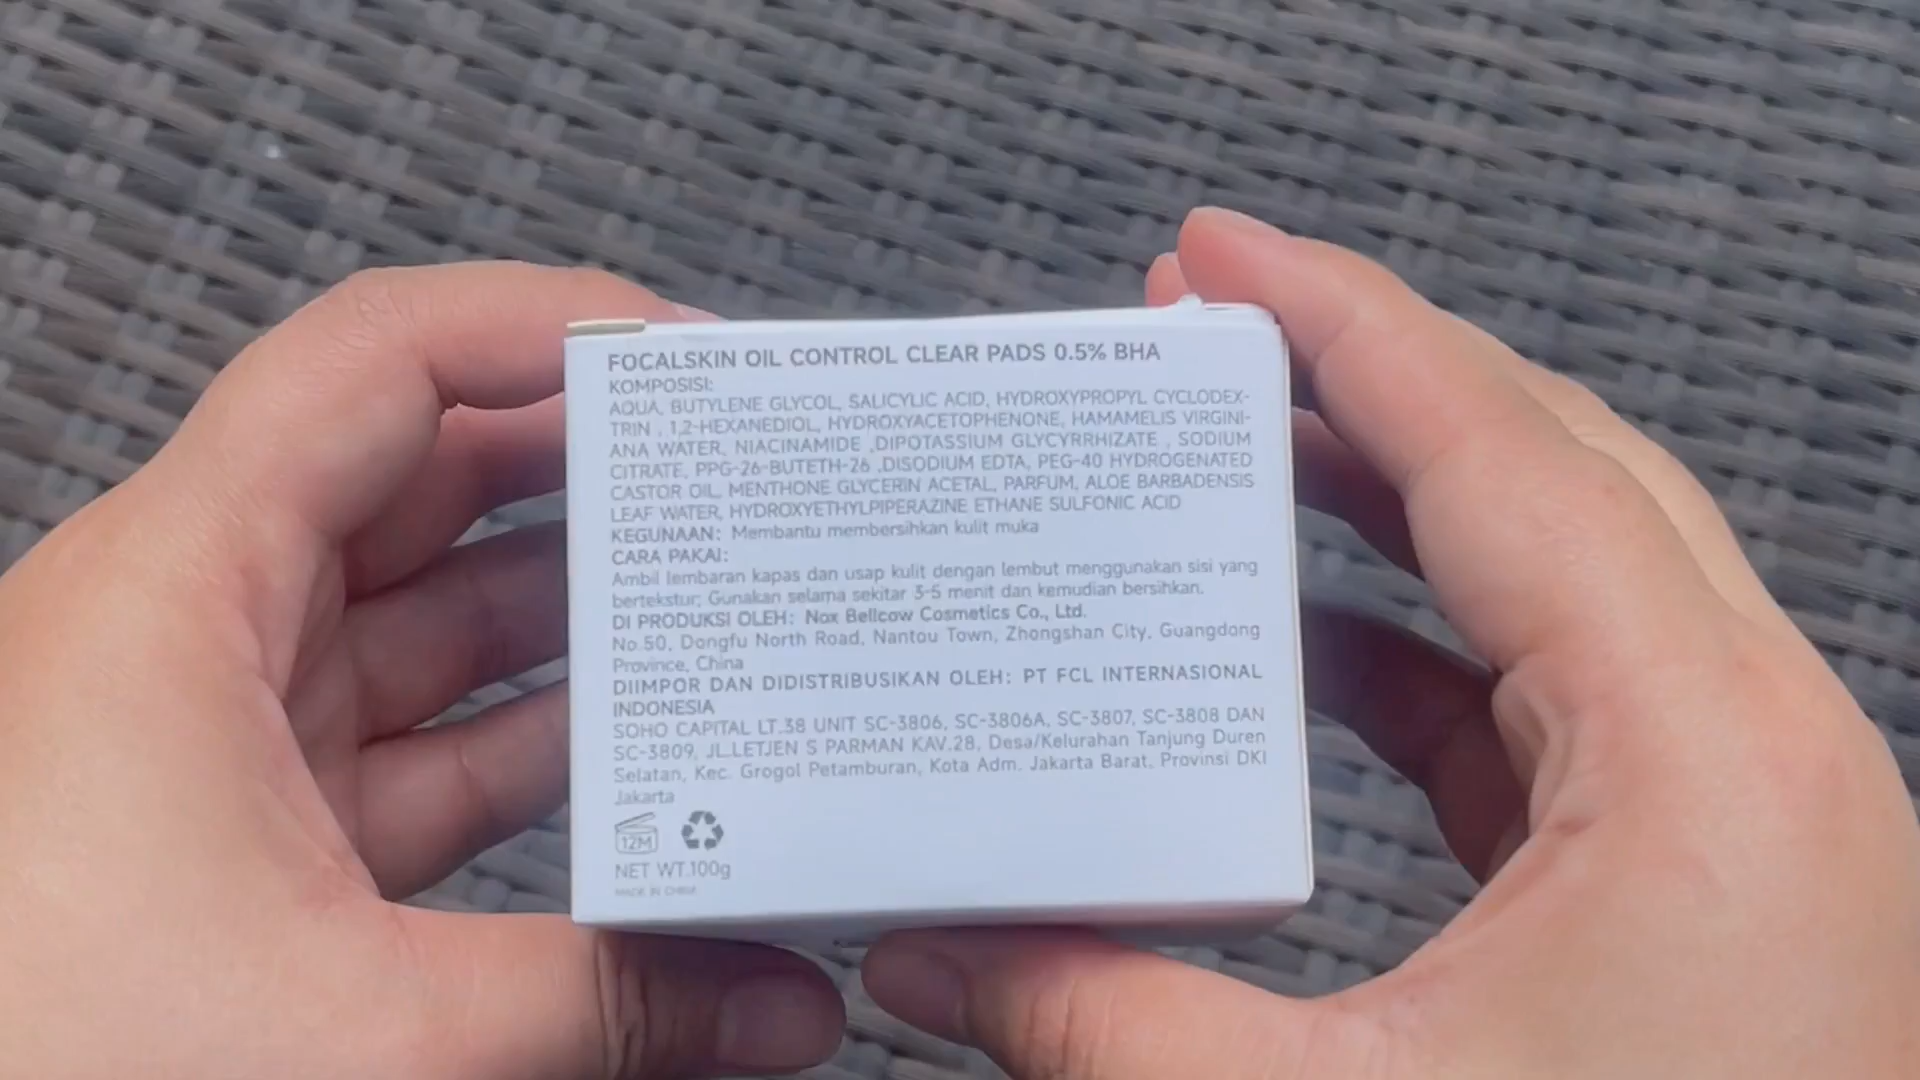 FOCALSKIN OIL CONTROL CLEAR PADS 0.5% BHA
KOMPOSISI:
AQUA, BUTYLENE GLYCOL, SALICYLIC ACID, HYDROXYPROPYL CYCLODEX-
TRIN , 1,2-HEXANEDIOL, HYDROXYACETOPHENONE, HAMAMELIS VIRGINI-
ANA WATER, NIACINAMIDE ,DIPOTASSIUM GLYCYRRHIZATE , SODIUM
CITRATE, PPG-26-BUTETH-26 ,DISODIUM EDTA, PEG-40 HYDROGENATED
CASTOR OIL, MENTHONE GLYCERIN ACETAL, PARFUM, ALOE BARBADENSIS
LEAF WATER, HYDROXYETHYLPIPERAZINE ETHANE SULFONIC ACID
KEGUNAAN: Membantu membersihkan kulit muka
CARA PAKAI:
Ambil lembaran kapas dan usap kulit dengan lembut menggunakan sisi yang
bertekstur; Gunakan selama sekitar 3-5 menit dan kemudian bersihkan.
DI PRODUKSI OLEH: Nox Bellcow Cosmetics Co., Ltd.
No.50, Dongfu North Road, Nantou Town, Zhongshan City, Guangdong
Province, China
DIIMPOR DAN DIDISTRIBUSIKAN OLEH: PT FCL INTERNASIONAL
INDONESIA
SOHO CAPITAL LT.38 UNIT SC-3806, SC-3806A, SC-3807, SC-3808 DAN
SC-3809, JL.LETJEN S PARMAN KAV.28, Desa/Kelurahan Tanjung Duren
Selatan, Kec. Grogol Petamburan, Kota Adm. Jakarta Barat, Provinsi DKI
Jakarta
12M
NET WT.100g
MADE IN CHINA